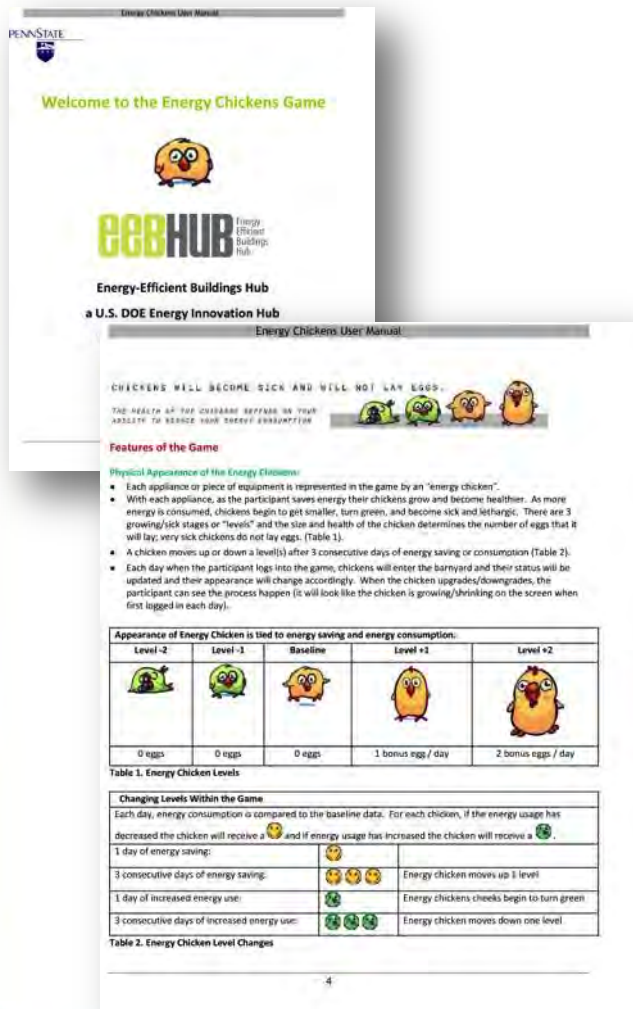 Energy Chickens User Manual
PENNSTATE
Welcome to the Energy Chickens Game
eeBHUB
Energy
Efficient
Buildings
Hub
Energy-Efficient Buildings Hub
a U.S. DOE Energy Innovation Hub
Energy Chickens User Manual
CHICKENS WILL BECOME SICK AND WILL NOT LAY EGGS.
THE HEALTH OF THE CHICKENS DEPENDS ON YOUR
ABILITY TO REDUCE YOUR ENERGY CONSUMPTION
Features of the Game
Physical Appearance of the Energy Chickens:
• Each appliance or piece of equipment is represented in the game by an "energy chicken".
• With each appliance, as the participant saves energy their chickens grow and become healthier. As more
energy is consumed, chickens begin to get smaller, turn green, and become sick and lethargic. There are 3
growing/sick stages or "levels" and the size and health of the chicken determines the number of eggs that it
will lay; very sick chickens do not lay eggs. (Table 1).
• A chicken moves up or down a level(s) after 3 consecutive days of energy saving or consumption (Table 2).
• Each day when the participant logs into the game, chickens will enter the barnyard and their status will be
updated and their appearance will change accordingly. When the chicken upgrades/downgrades, the
participant can see the process happen (it will look like the chicken is growing/shrinking on the screen when
first logged in each day).
Appearance of Energy Chicken is tied to energy saving and energy consumption.
Level -2 Level -1 Baseline Level +1 Level +2
0 eggs 0 eggs 0 eggs 1 bonus egg / day 2 bonus eggs / day
Table 1. Energy Chicken Levels
Changing Levels Within the Game
Each day, energy consumption is compared to the baseline data. For each chicken, if the energy usage has
decreased the chicken will receive a and if energy usage has increased the chicken will receive a .
1 day of energy saving:
3 consecutive days of energy saving: Energy chicken moves up 1 level
1 day of increased energy use: Energy chickens cheeks begin to turn green
3 consecutive days of increased energy use: Energy chicken moves down one level
Table 2. Energy Chicken Level Changes
4